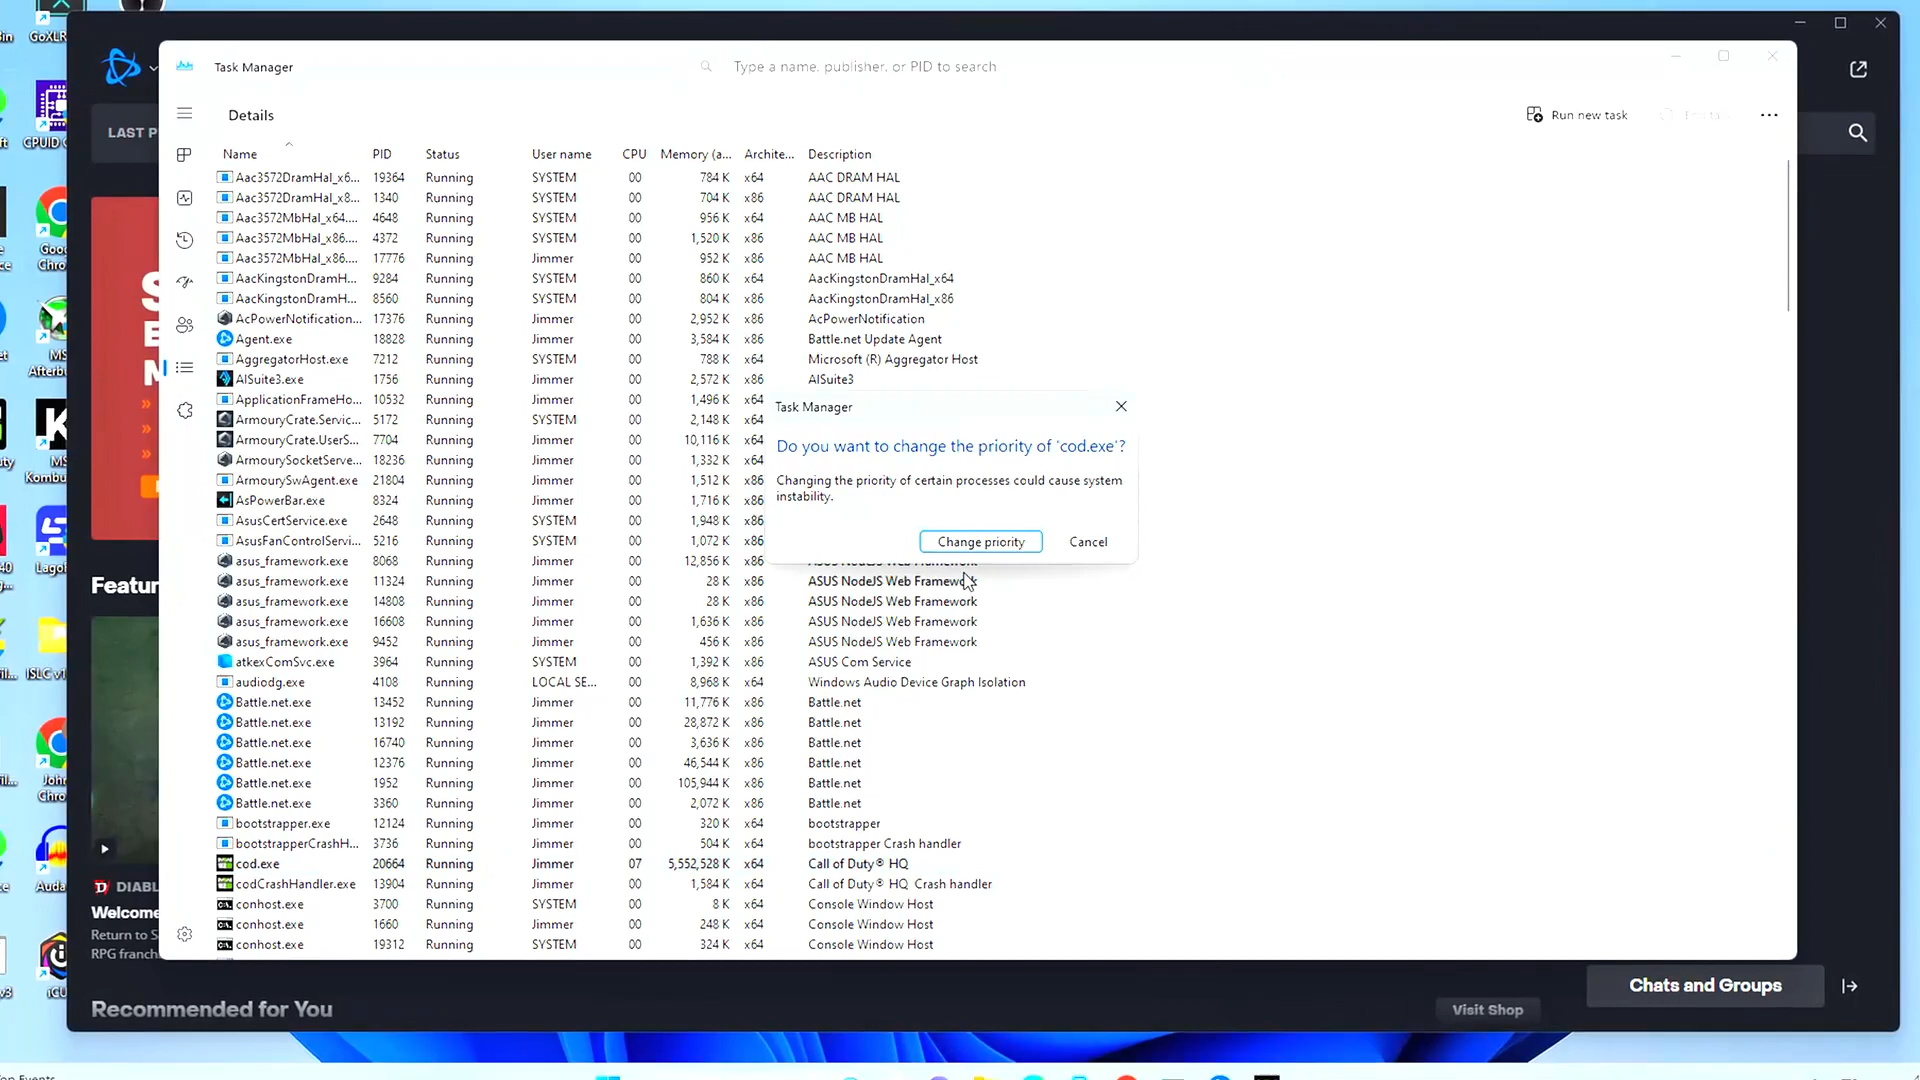 GoXLR
CPUID
Goo
Chro
MS
Afterbu
MS
Kombu
Lagof
ISLC v1
John
Chro
Auda
iCU
Task Manager
Type a name, publisher, or PID to search
Details
Run new task
LAST P
Name PID Status User name CPU Memory (a... Archite... Description
Aac3572DramHal_x6... 19364 Running SYSTEM 00 784 K x64 AAC DRAM HAL
Aac3572DramHal_x8... 1340 Running SYSTEM 00 704 K x86 AAC DRAM HAL
Aac3572MbHal_x64.... 4648 Running SYSTEM 00 956 K x64 AAC MB HAL
Aac3572MbHal_x86.... 4372 Running SYSTEM 00 1,520 K x86 AAC MB HAL
Aac3572MbHal_x86.... 17776 Running Jimmer 00 952 K x86 AAC MB HAL
AacKingstonDramH... 9284 Running SYSTEM 00 860 K x64 AacKingstonDramHal_x64
AacKingstonDramH... 8560 Running SYSTEM 00 804 K x86 AacKingstonDramHal_x86
AcPowerNotification... 17376 Running Jimmer 00 2,952 K x86 AcPowerNotification
Agent.exe 18828 Running Jimmer 00 3,584 K x86 Battle.net Update Agent
AggregatorHost.exe 7212 Running SYSTEM 00 788 K x64 Microsoft (R) Aggregator Host
AISuite3.exe 1756 Running Jimmer 00 2,572 K x86 AISuite3
ApplicationFrameHo... 10532 Running Jimmer 00 1,496 K x64
ArmouryCrate.Servic... 5172 Running SYSTEM 00 2,148 K x64
ArmouryCrate.UserS... 7704 Running Jimmer 00 10,116 K x64
ArmourySocketServe... 18236 Running Jimmer 00 1,332 K x64
ArmourySwAgent.exe 21804 Running Jimmer 00 1,512 K x86
AsPowerBar.exe 8324 Running Jimmer 00 1,716 K x86
AsusCertService.exe 2648 Running SYSTEM 00 1,948 K x86
AsusFanControlServi... 5216 Running SYSTEM 00 1,072 K x86
asus_framework.exe 8068 Running Jimmer 00 12,856 K x86 ASUS NodeJS Web Framework
asus_framework.exe 11324 Running Jimmer 00 28 K x86 ASUS NodeJS Web Framework
asus_framework.exe 14808 Running Jimmer 00 28 K x86 ASUS NodeJS Web Framework
asus_framework.exe 16608 Running Jimmer 00 1,636 K x86 ASUS NodeJS Web Framework
asus_framework.exe 9452 Running Jimmer 00 456 K x86 ASUS NodeJS Web Framework
atkexComSvc.exe 3964 Running SYSTEM 00 1,392 K x86 ASUS Com Service
audiodg.exe 4108 Running LOCAL SE... 00 8,968 K x64 Windows Audio Device Graph Isolation
Battle.net.exe 13452 Running Jimmer 00 11,776 K x86 Battle.net
Battle.net.exe 13192 Running Jimmer 00 28,872 K x86 Battle.net
Battle.net.exe 16740 Running Jimmer 00 3,636 K x86 Battle.net
Battle.net.exe 12376 Running Jimmer 00 46,544 K x86 Battle.net
Battle.net.exe 1952 Running Jimmer 00 105,944 K x86 Battle.net
Battle.net.exe 3360 Running Jimmer 00 2,072 K x86 Battle.net
bootstrapper.exe 12124 Running Jimmer 00 320 K x64 bootstrapper
bootstrapperCrashH... 3736 Running Jimmer 00 504 K x64 bootstrapper Crash handler
cod.exe 20664 Running Jimmer 07 5,552,528 K x64 Call of Duty® HQ
codCrashHandler.exe 13904 Running Jimmer 00 1,584 K x64 Call of Duty® HQ Crash handler
conhost.exe 3700 Running SYSTEM 00 8 K x64 Console Window Host
conhost.exe 1660 Running Jimmer 00 248 K x64 Console Window Host
conhost.exe 19312 Running SYSTEM 00 324 K x64 Console Window Host
Task Manager
Do you want to change the priority of 'cod.exe'?
Changing the priority of certain processes could cause system
instability.
Change priority Cancel
Featur
DIABL
Welcome
Return to S
RPG franch
Recommended for You
Visit Shop
Chats and Groups